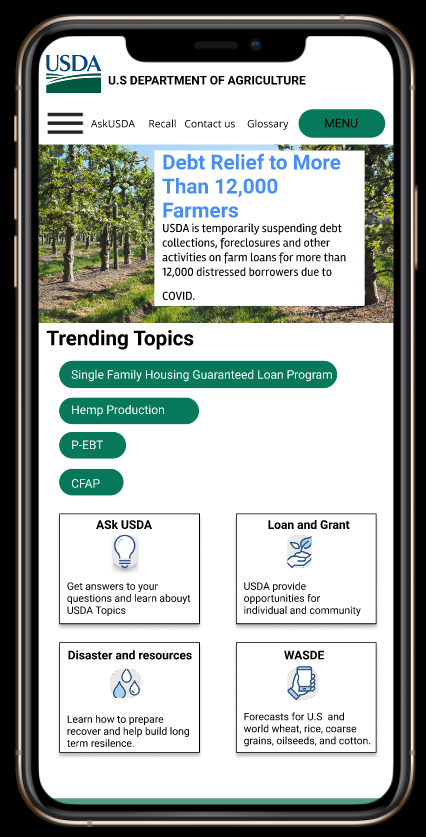 USDA
U.S DEPARTMENT OF AGRICULTURE
AskUSDA Recall Contact us Glossary MENU
Debt Relief to More
Than 12,000
Farmers
USDA is temporarily suspending debt
collections, foreclosures and other
activities on farm loans for more than
12,000 distressed borrowers due to
COVID.
Trending Topics
Single Family Housing Guaranteed Loan Program
Hemp Production
P-EBT
CFAP
ASk USDA
Get answers to your
questions and learn abouyt
USDA Topics
Loan and Grant
USDA provide
opportunities for
individual and community
Disaster and resources
Learn how to prepare
recover and help build long
term resilence.
WASDE
Forecasts for U.S and
world wheat, rice, coarse
grains, oilseeds, and cotton.